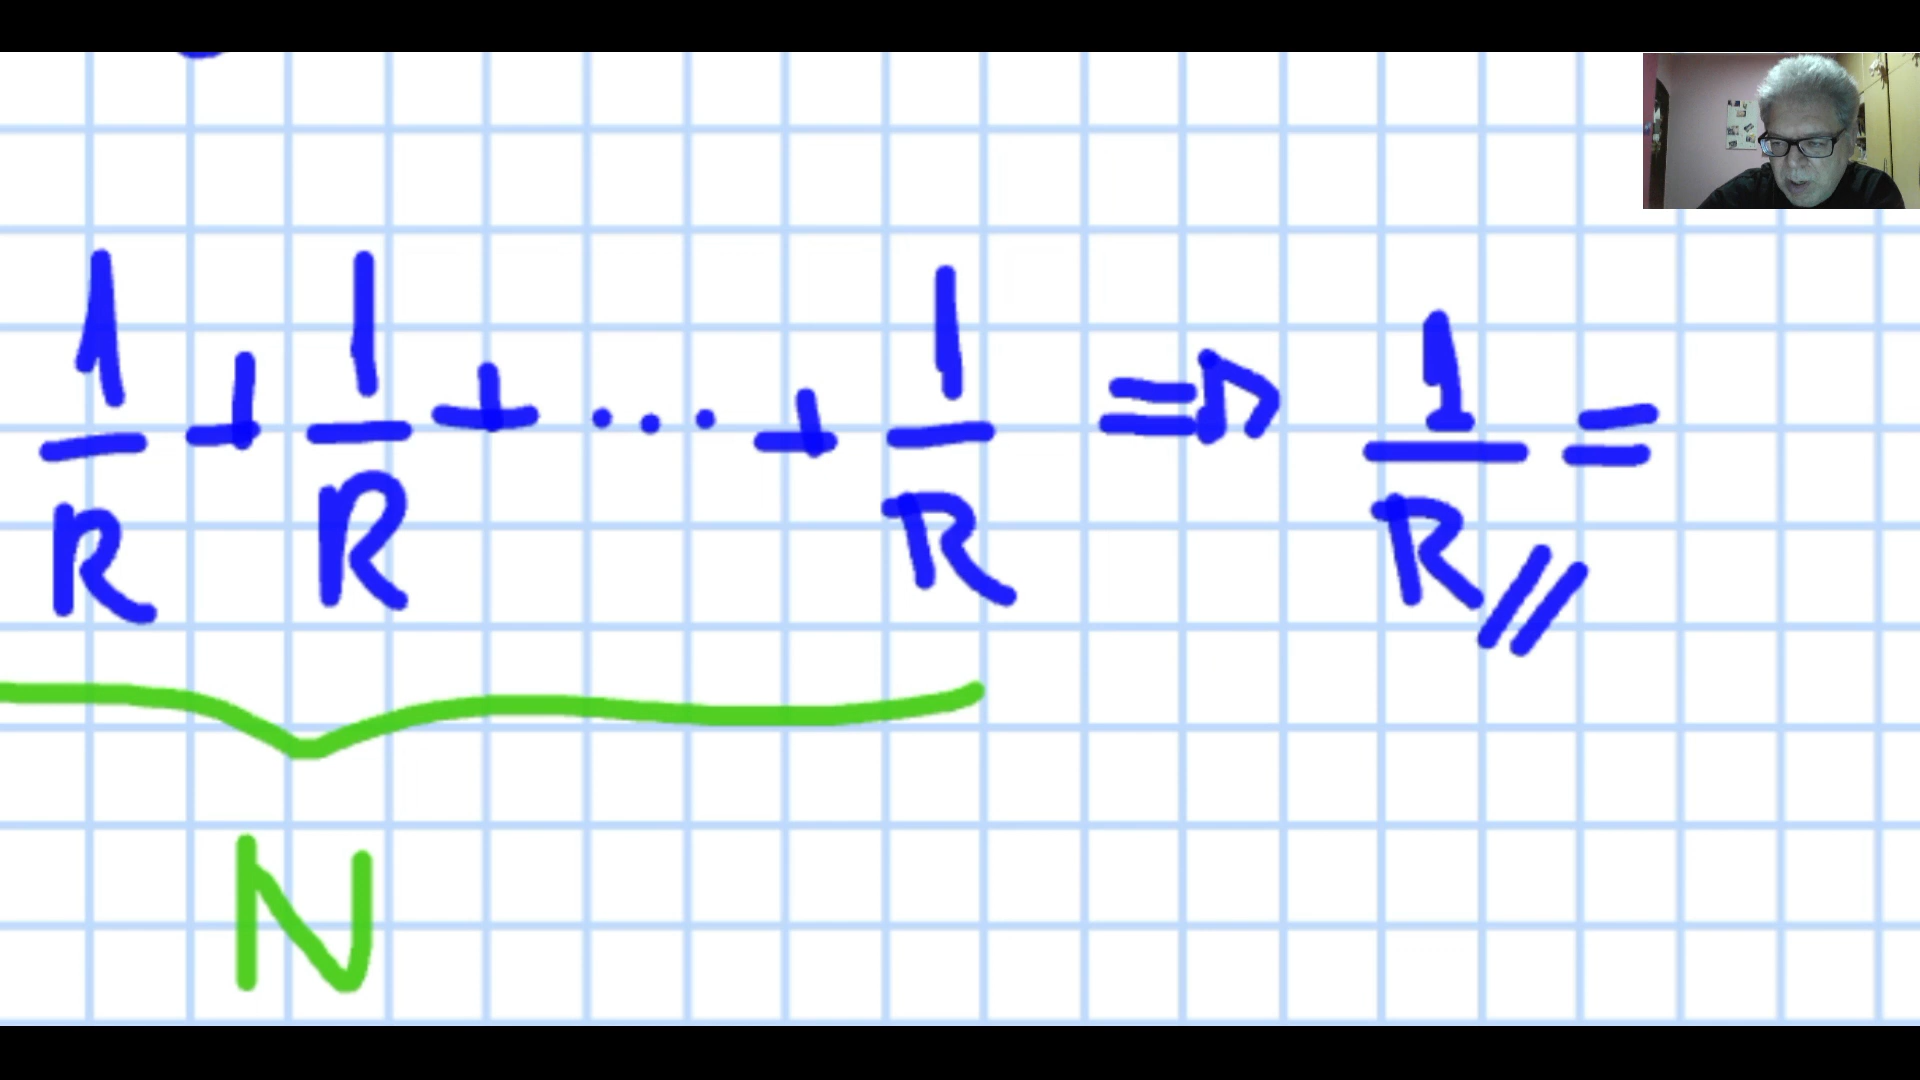 1/R + 1/R + ... + 1/R => 1/R// =
N